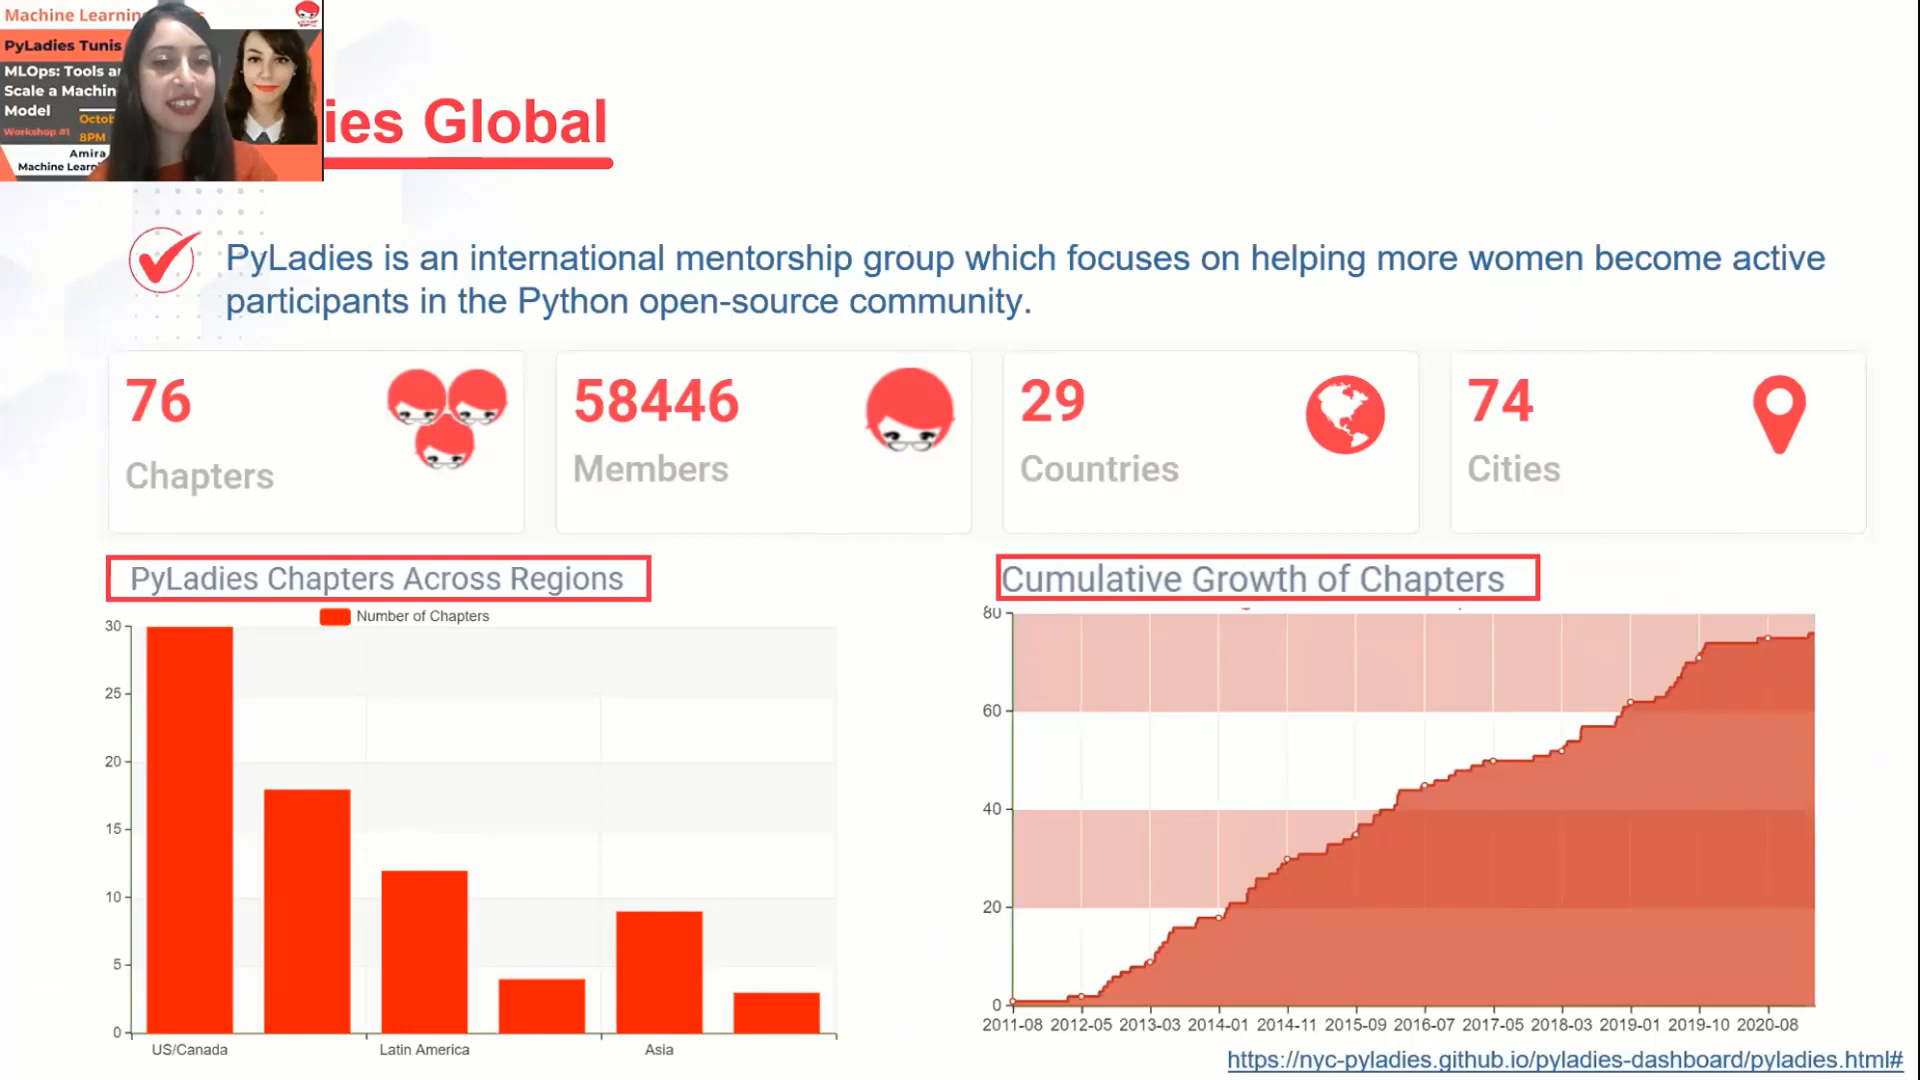 Machine Learning
PyLadies Tunis
MLOps: Tools
Scale a
Model
Octob
Workshop #1
8PM
Amira
Machine Learn
ies Global
PyLadies is an international mentorship group which focuses on helping more women become active
participants in the Python open-source community.
76
Chapters
58446
Members
29
Countries
74
Cities
PyLadies Chapters Across Regions
Number of Chapters
30
25
20
15
10
5
0
US/Canada
Latin America
Asia
Cumulative Growth of Chapters
80
60
40
20
0
2011-08 2012-05 2013-03 2014-01 2014-11 2015-09 2016-07 2017-05 2018-03 2019-01 2019-10 2020-08
https://nyc-pyladies.github.io/pyladies-dashboard/pyladies.html#